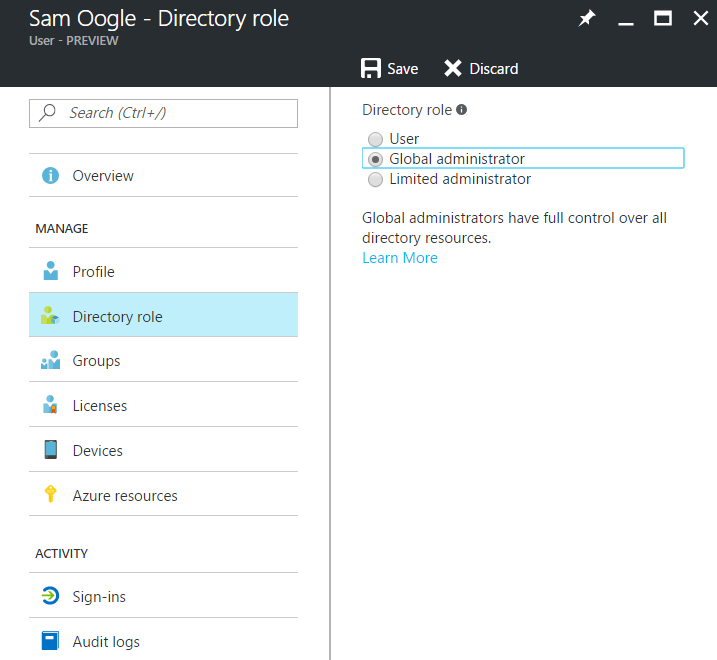 Sam Oogle - Directory role
User - PREVIEW
Save
Discard
Search (Ctrl+/)
Overview
MANAGE
Profile
Directory role
Groups
Licenses
Devices
Azure resources
ACTIVITY
Sign-ins
Audit logs
Directory role
User
Global administrator
Limited administrator
Global administrators have full control over all
directory resources.
Learn More